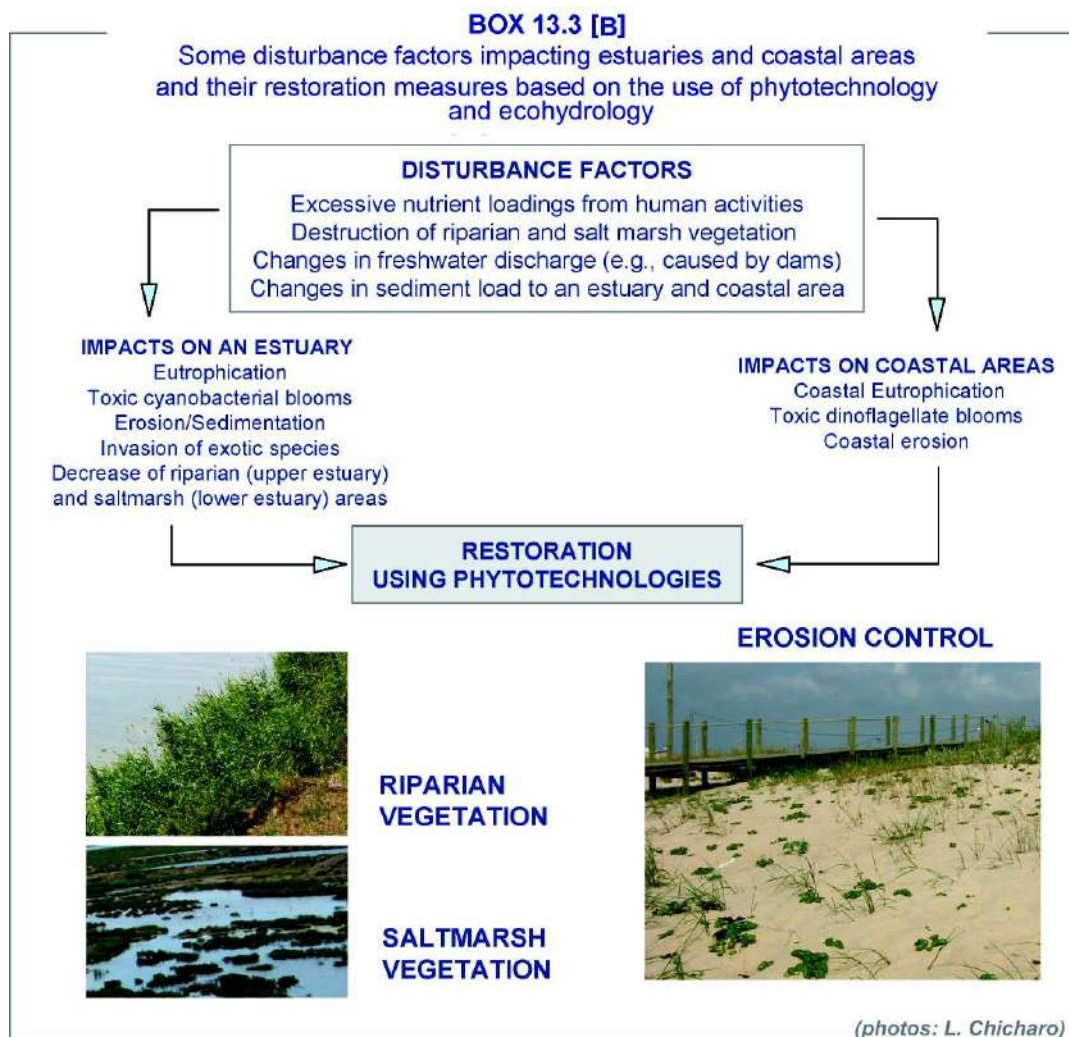 BOX 13.3 [B]
Some disturbance factors impacting estuaries and coastal areas
and their restoration measures based on the use of phytotechnology
and ecohydrology
DISTURBANCE FACTORS
Excessive nutrient loadings from human activities
Destruction of riparian and salt marsh vegetation
Changes in freshwater discharge (e.g., caused by dams)
Changes in sediment load to an estuary and coastal area
IMPACTS ON AN ESTUARY
Eutrophication
Toxic cyanobacterial blooms
Erosion/Sedimentation
Invasion of exotic species
Decrease of riparian (upper estuary)
and saltmarsh (lower estuary) areas
IMPACTS ON COASTAL AREAS
Coastal Eutrophication
Toxic dinoflagellate blooms
Coastal erosion
RESTORATION
USING PHYTOTECHNOLOGIES
RIPARIAN
VEGETATION
SALTMARSH
VEGETATION
EROSION CONTROL
(photos: L. Chicharo)